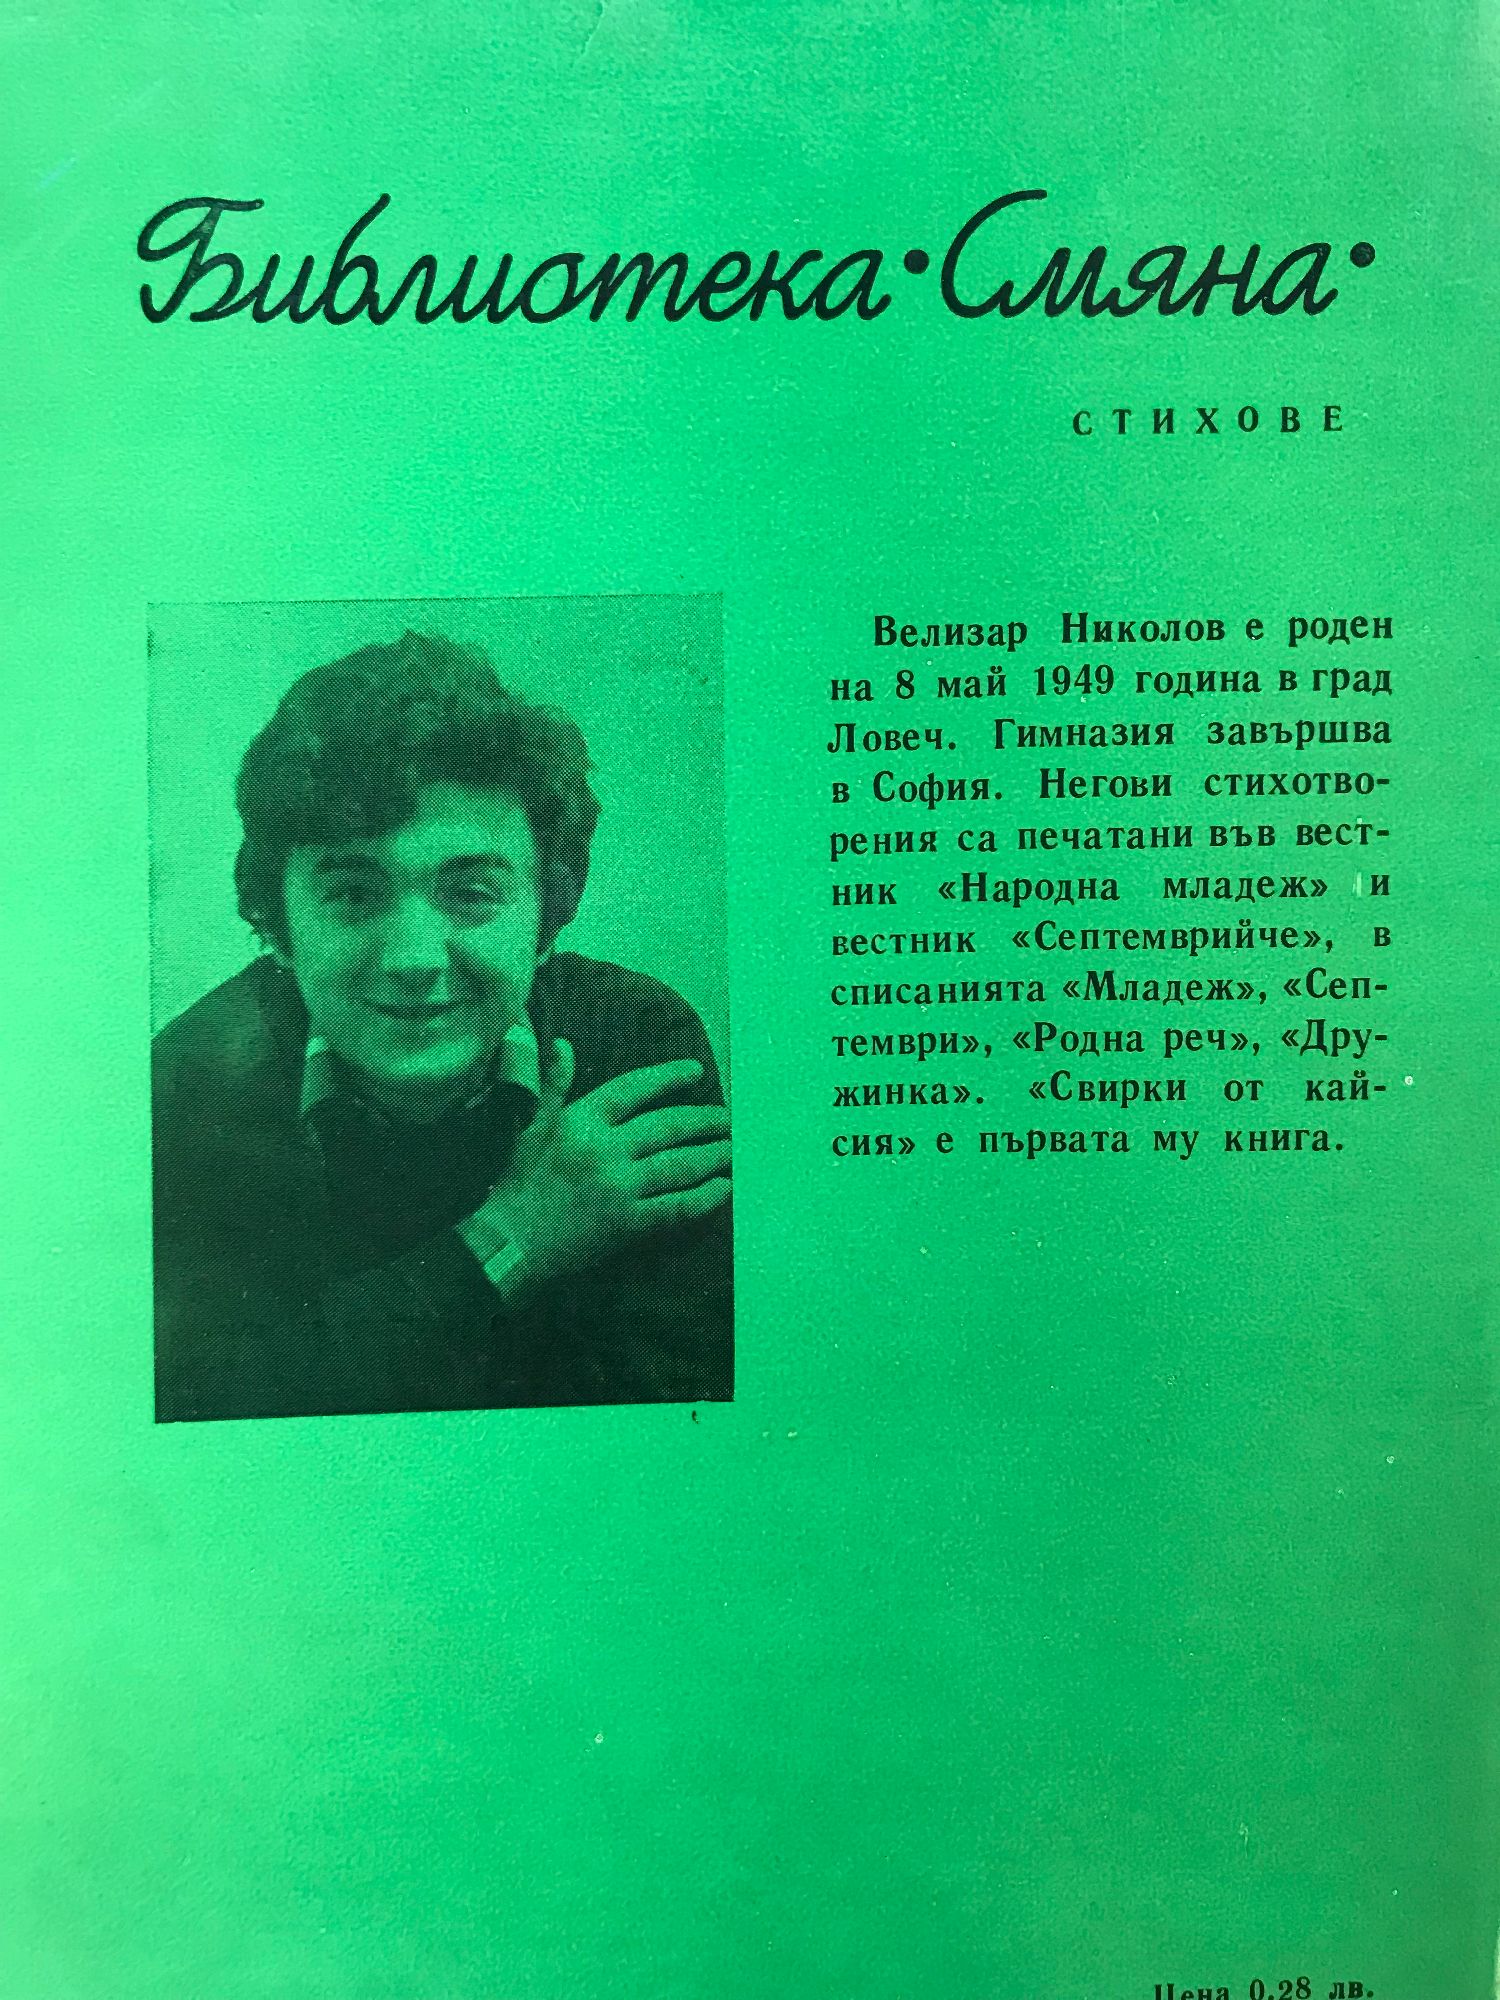 Библиотека · Смяна ·
СТИХОВЕ
Велизар Николов е роден
на 8 май 1949 година в град
Ловеч. Гимназия завършва
в София. Негови стихотво-
рения са печатани във вест-
ник «Народна младеж» и
вестник «Септемврийче», в
списанията «Младеж», «Сеп-
тември», «Родна реч», «Дру-
жинка». «Свирки от кай-
сия» е първата му книга.
Цена 0.28 лв.